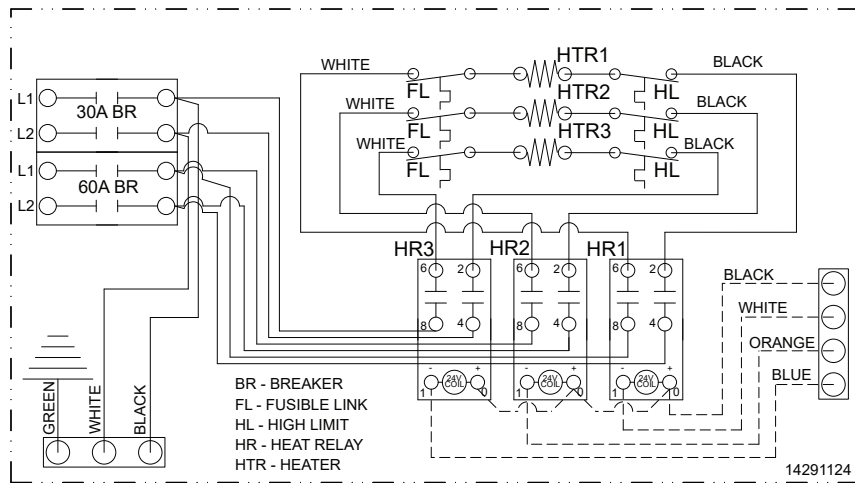 WHITE
HTR1
BLACK
FL
HL
WHITE
HTR2
BLACK
FL
HL
WHITE
HTR3
BLACK
FL
HL
L1
30A BR
L2
L1
60A BR
L2
HR3
HR2
HR1
6 2
6 2
6 2
8 4
8 4
8 4
- +
24V
COIL
1 0
- +
24V
COIL
1 0
- +
24V
COIL
1 0
BLACK
WHITE
ORANGE
BLUE
GREEN
WHITE
BLACK
BR - BREAKER
FL - FUSIBLE LINK
HL - HIGH LIMIT
HR - HEAT RELAY
HTR - HEATER
14291124